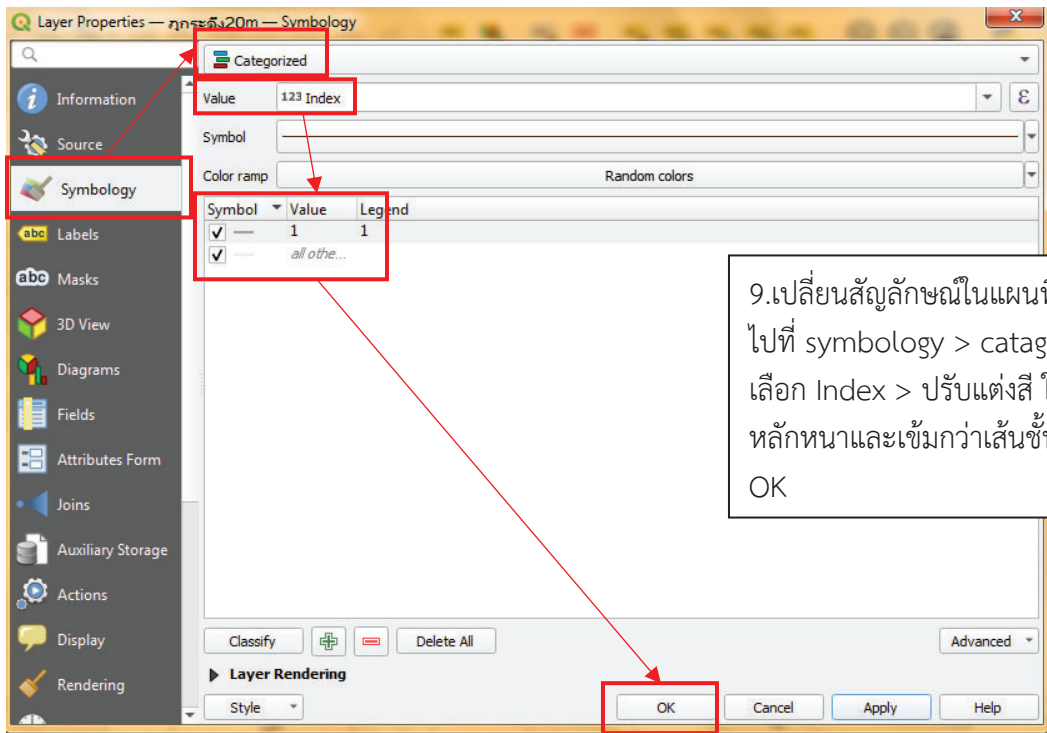 Layer Properties — ภูกระดึง20m — Symbology
Categorized
Information
Value 123 Index ε
Source
Symbol
Symbology
Color ramp Random colors
Symbol Value Legend
Labels
1 1
all othe...
Masks
3D View
Diagrams
Fields
Attributes Form
Joins
Auxiliary Storage
Actions
Display
Rendering
9.เปลี่ยนสัญลักษณ์ในแผนที่
ไปที่ symbology > catag
เลือก Index > ปรับแต่งสี
หลักหนาและเข้มกว่าเส้นชั้น
OK
Classify Delete All Advanced
Layer Rendering
Style OK Cancel Apply Help